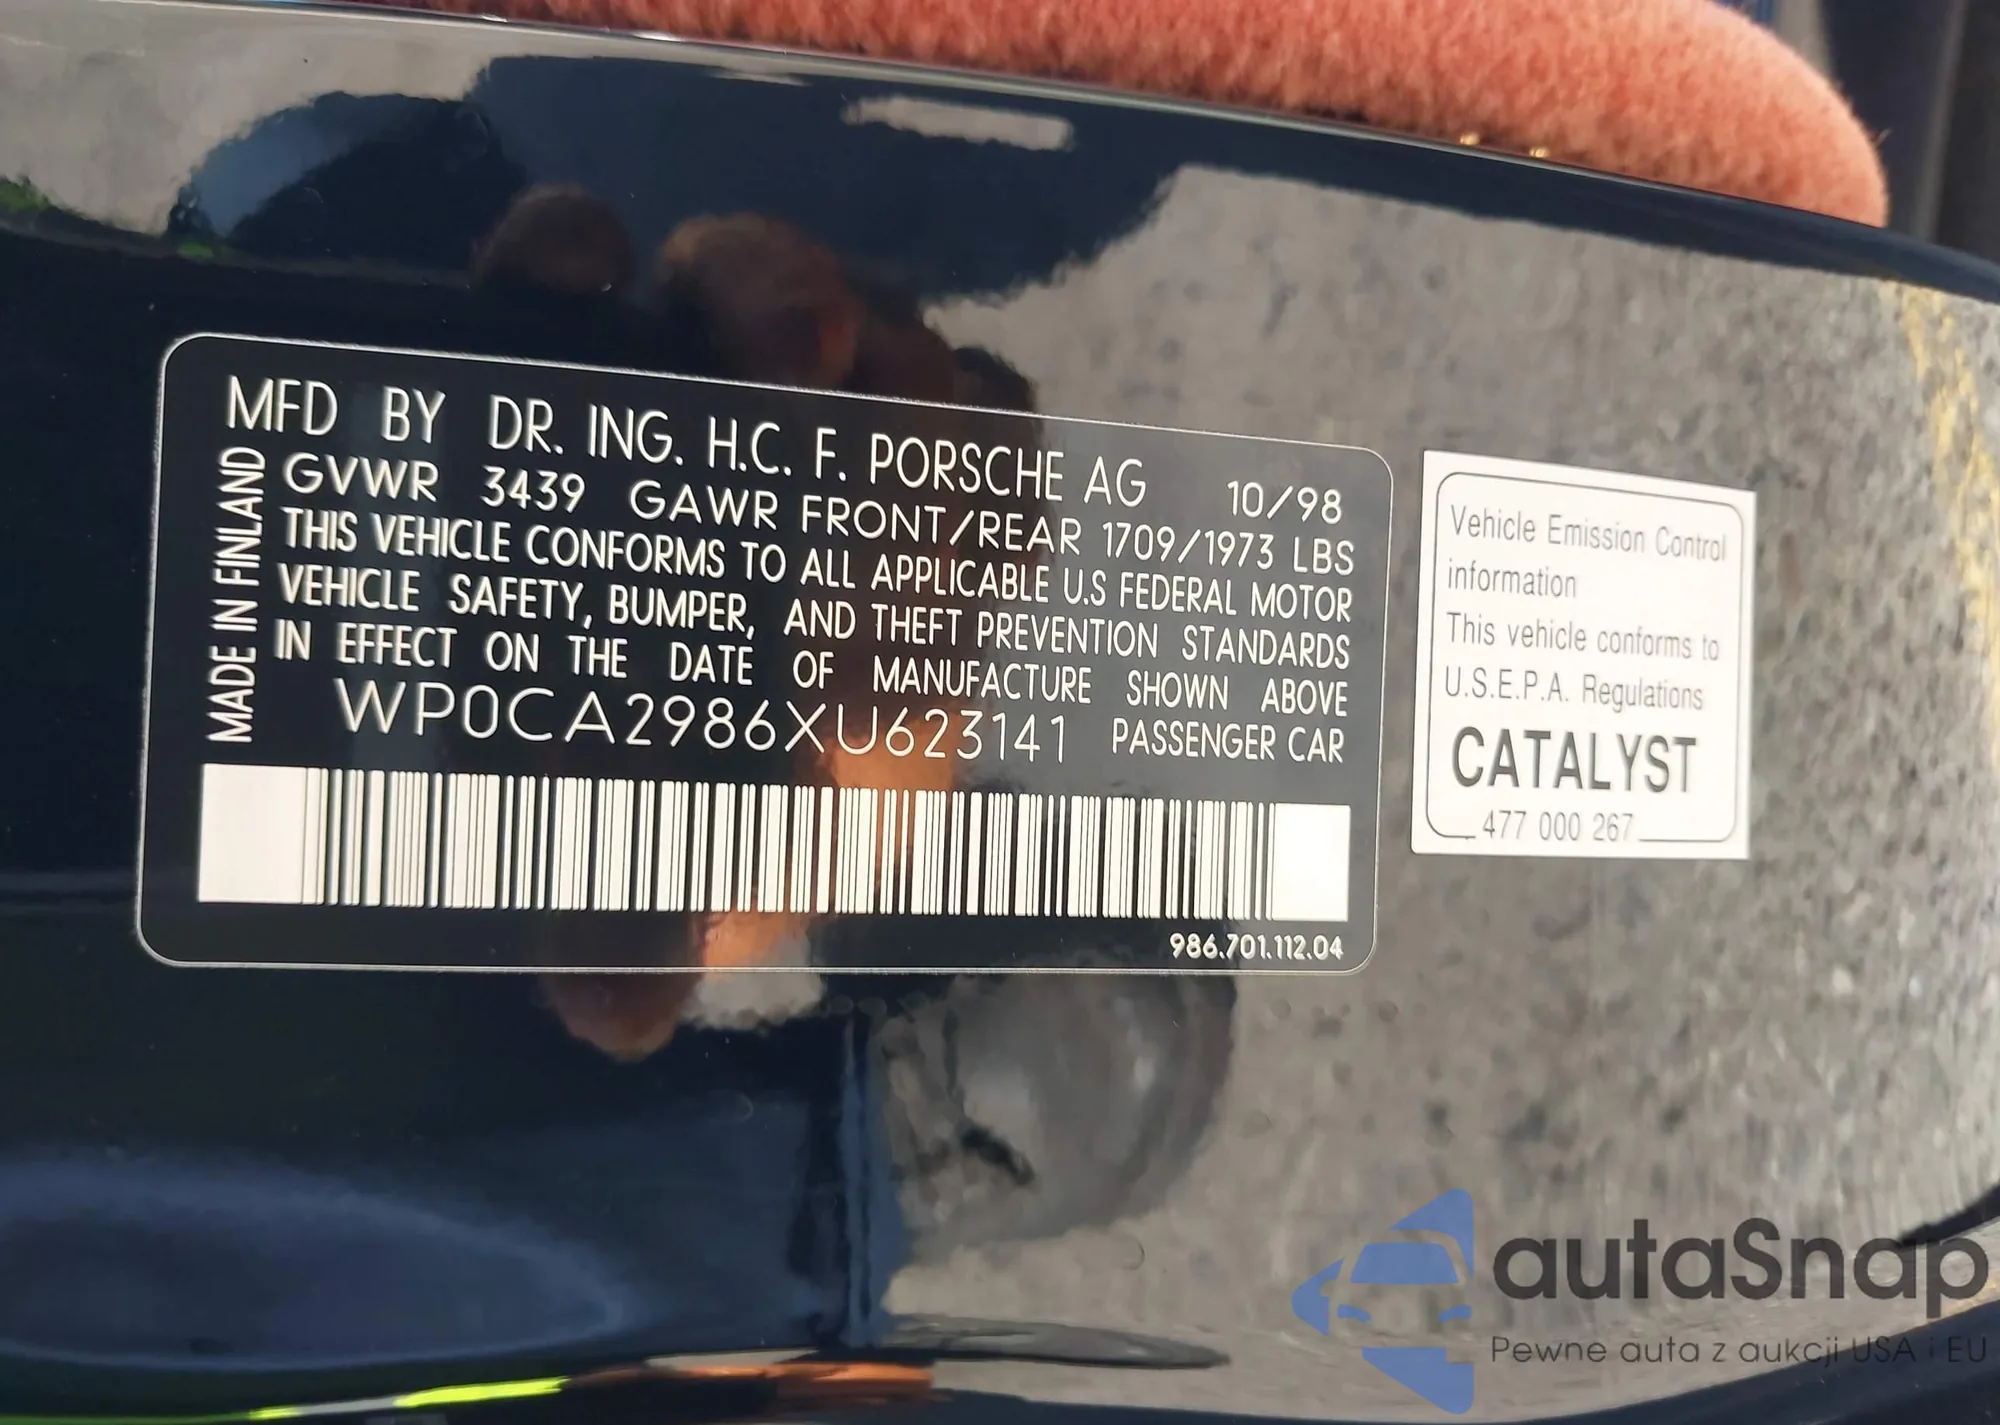 MFD BY DR. ING. H.C. F. PORSCHE AG 10/98
GVWR 3439 GAWR FRONT/REAR 1709/1973 LBS
THIS VEHICLE CONFORMS TO ALL APPLICABLE U.S FEDERAL MOTOR
VEHICLE SAFETY, BUMPER, AND THEFT PREVENTION STANDARDS
IN EFFECT ON THE DATE OF MANUFACTURE SHOWN ABOVE
WP0CA2986XU623141 PASSENGER CAR
MADE IN FINLAND
986.701.112.04
Vehicle Emission Control
information
This vehicle conforms to
U.S.E.P.A. Regulations
CATALYST
477 000 267
autaSnap
Pewne auta z aukcji USA i EU